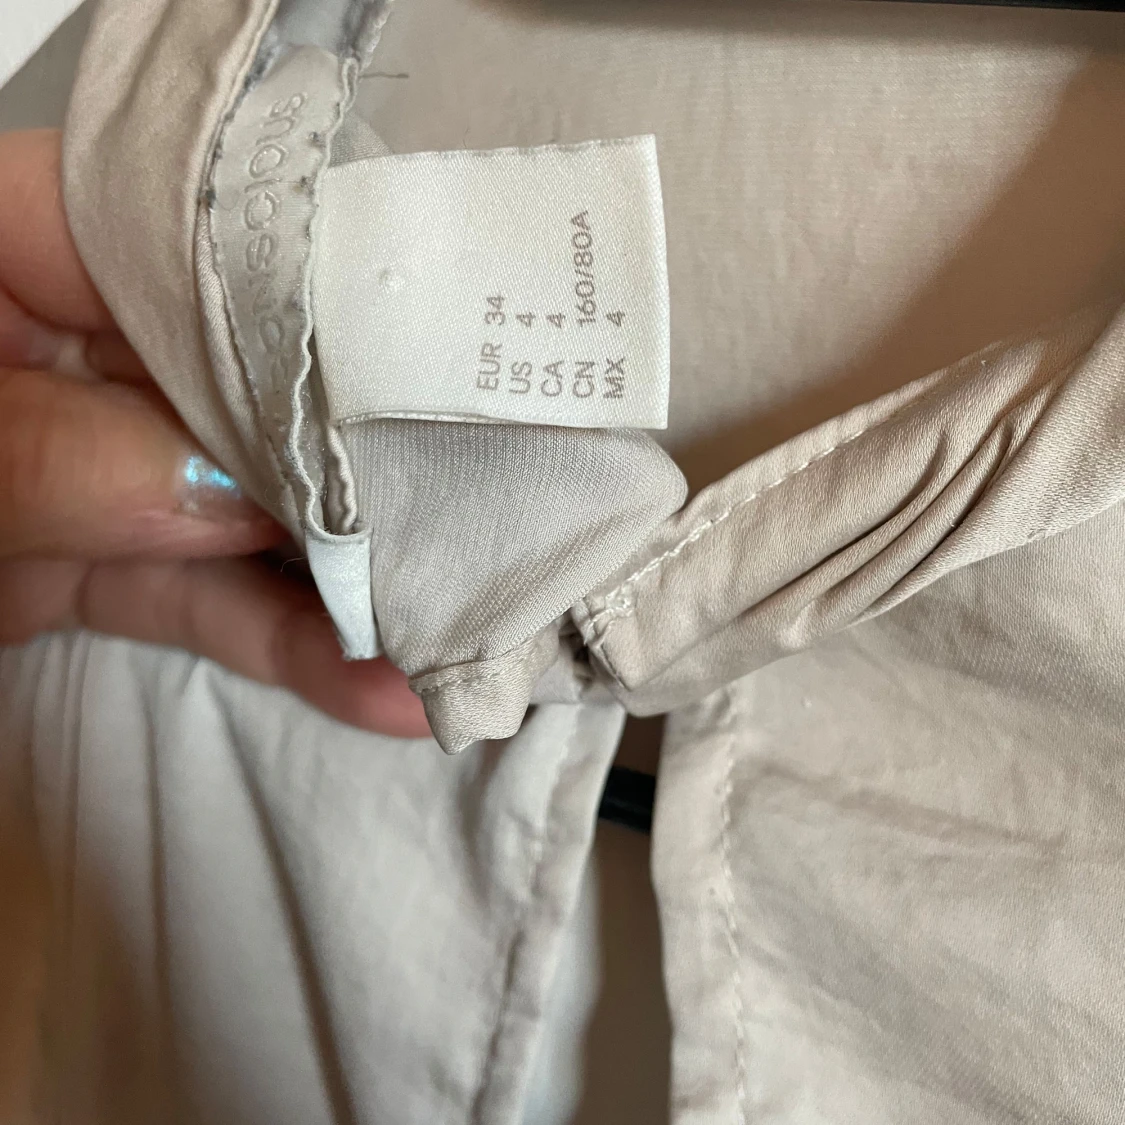 CONSCIOUS
EUR 34
US 4
CA 4
CN 160/80A
MX 4